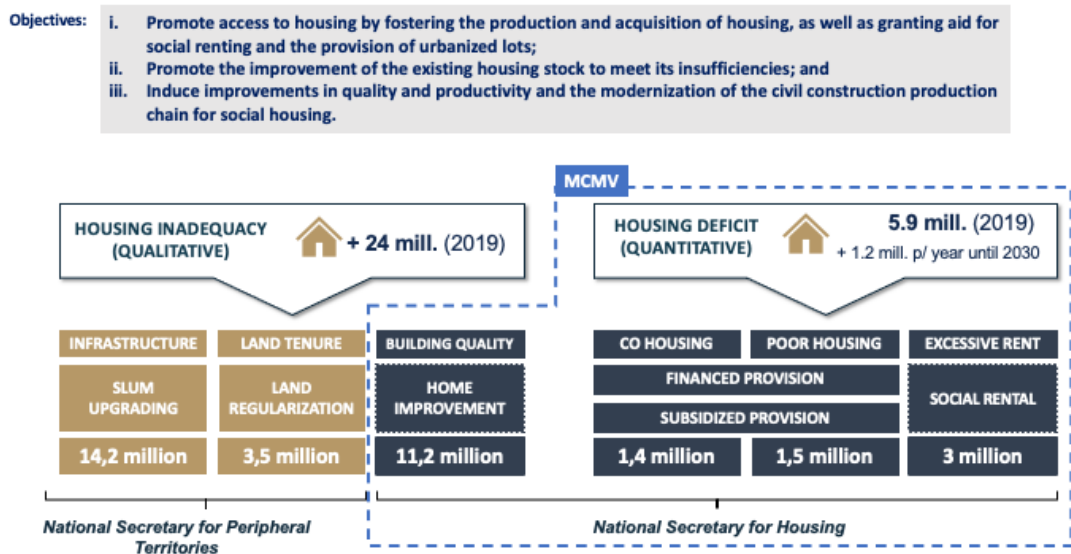 Objectives:
i. Promote access to housing by fostering the production and acquisition of housing, as well as granting aid for
social renting and the provision of urbanized lots;
ii. Promote the improvement of the existing housing stock to meet its insufficiencies; and
iii. Induce improvements in quality and productivity and the modernization of the civil construction production
chain for social housing.
MCMV
HOUSING INADEQUACY
(QUALITATIVE)
+ 24 mill. (2019)
HOUSING DEFICIT
(QUANTITATIVE)
5.9 mill. (2019)
+ 1.2 mill. p/ year until 2030
INFRASTRUCTURE
LAND TENURE
BUILDING QUALITY
CO HOUSING
POOR HOUSING
EXCESSIVE RENT
SLUM
UPGRADING
LAND
REGULARIZATION
HOME
IMPROVEMENT
FINANCED PROVISION
SUBSIDIZED PROVISION
SOCIAL RENTAL
14,2 million
3,5 million
11,2 million
1,4 million
1,5 million
3 million
National Secretary for Peripheral
Territories
National Secretary for Housing